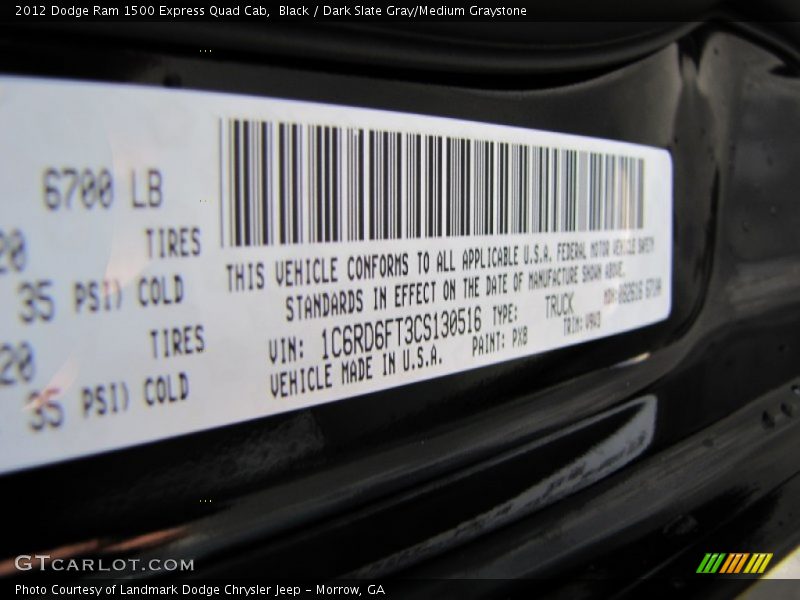 2012 Dodge Ram 1500 Express Quad Cab,  Black / Dark Slate Gray/Medium Graystone
6700 LB
20 TIRES
35 PSI) COLD
20 TIRES
35 PSI) COLD
THIS VEHICLE CONFORMS TO ALL APPLICABLE U.S.A. FEDERAL MOTOR VEHICLE SAFETY
STANDARDS IN EFFECT ON THE DATE OF MANUFACTURE SHOWN ABOVE.
VIN: 1C6RD6FT3CS130516 TYPE: TRUCK
VEHICLE MADE IN U.S.A. PAINT: PX8 TRIM:
GTCARLOT.COM
Photo Courtesy of Landmark Dodge Chrysler Jeep - Morrow, GA